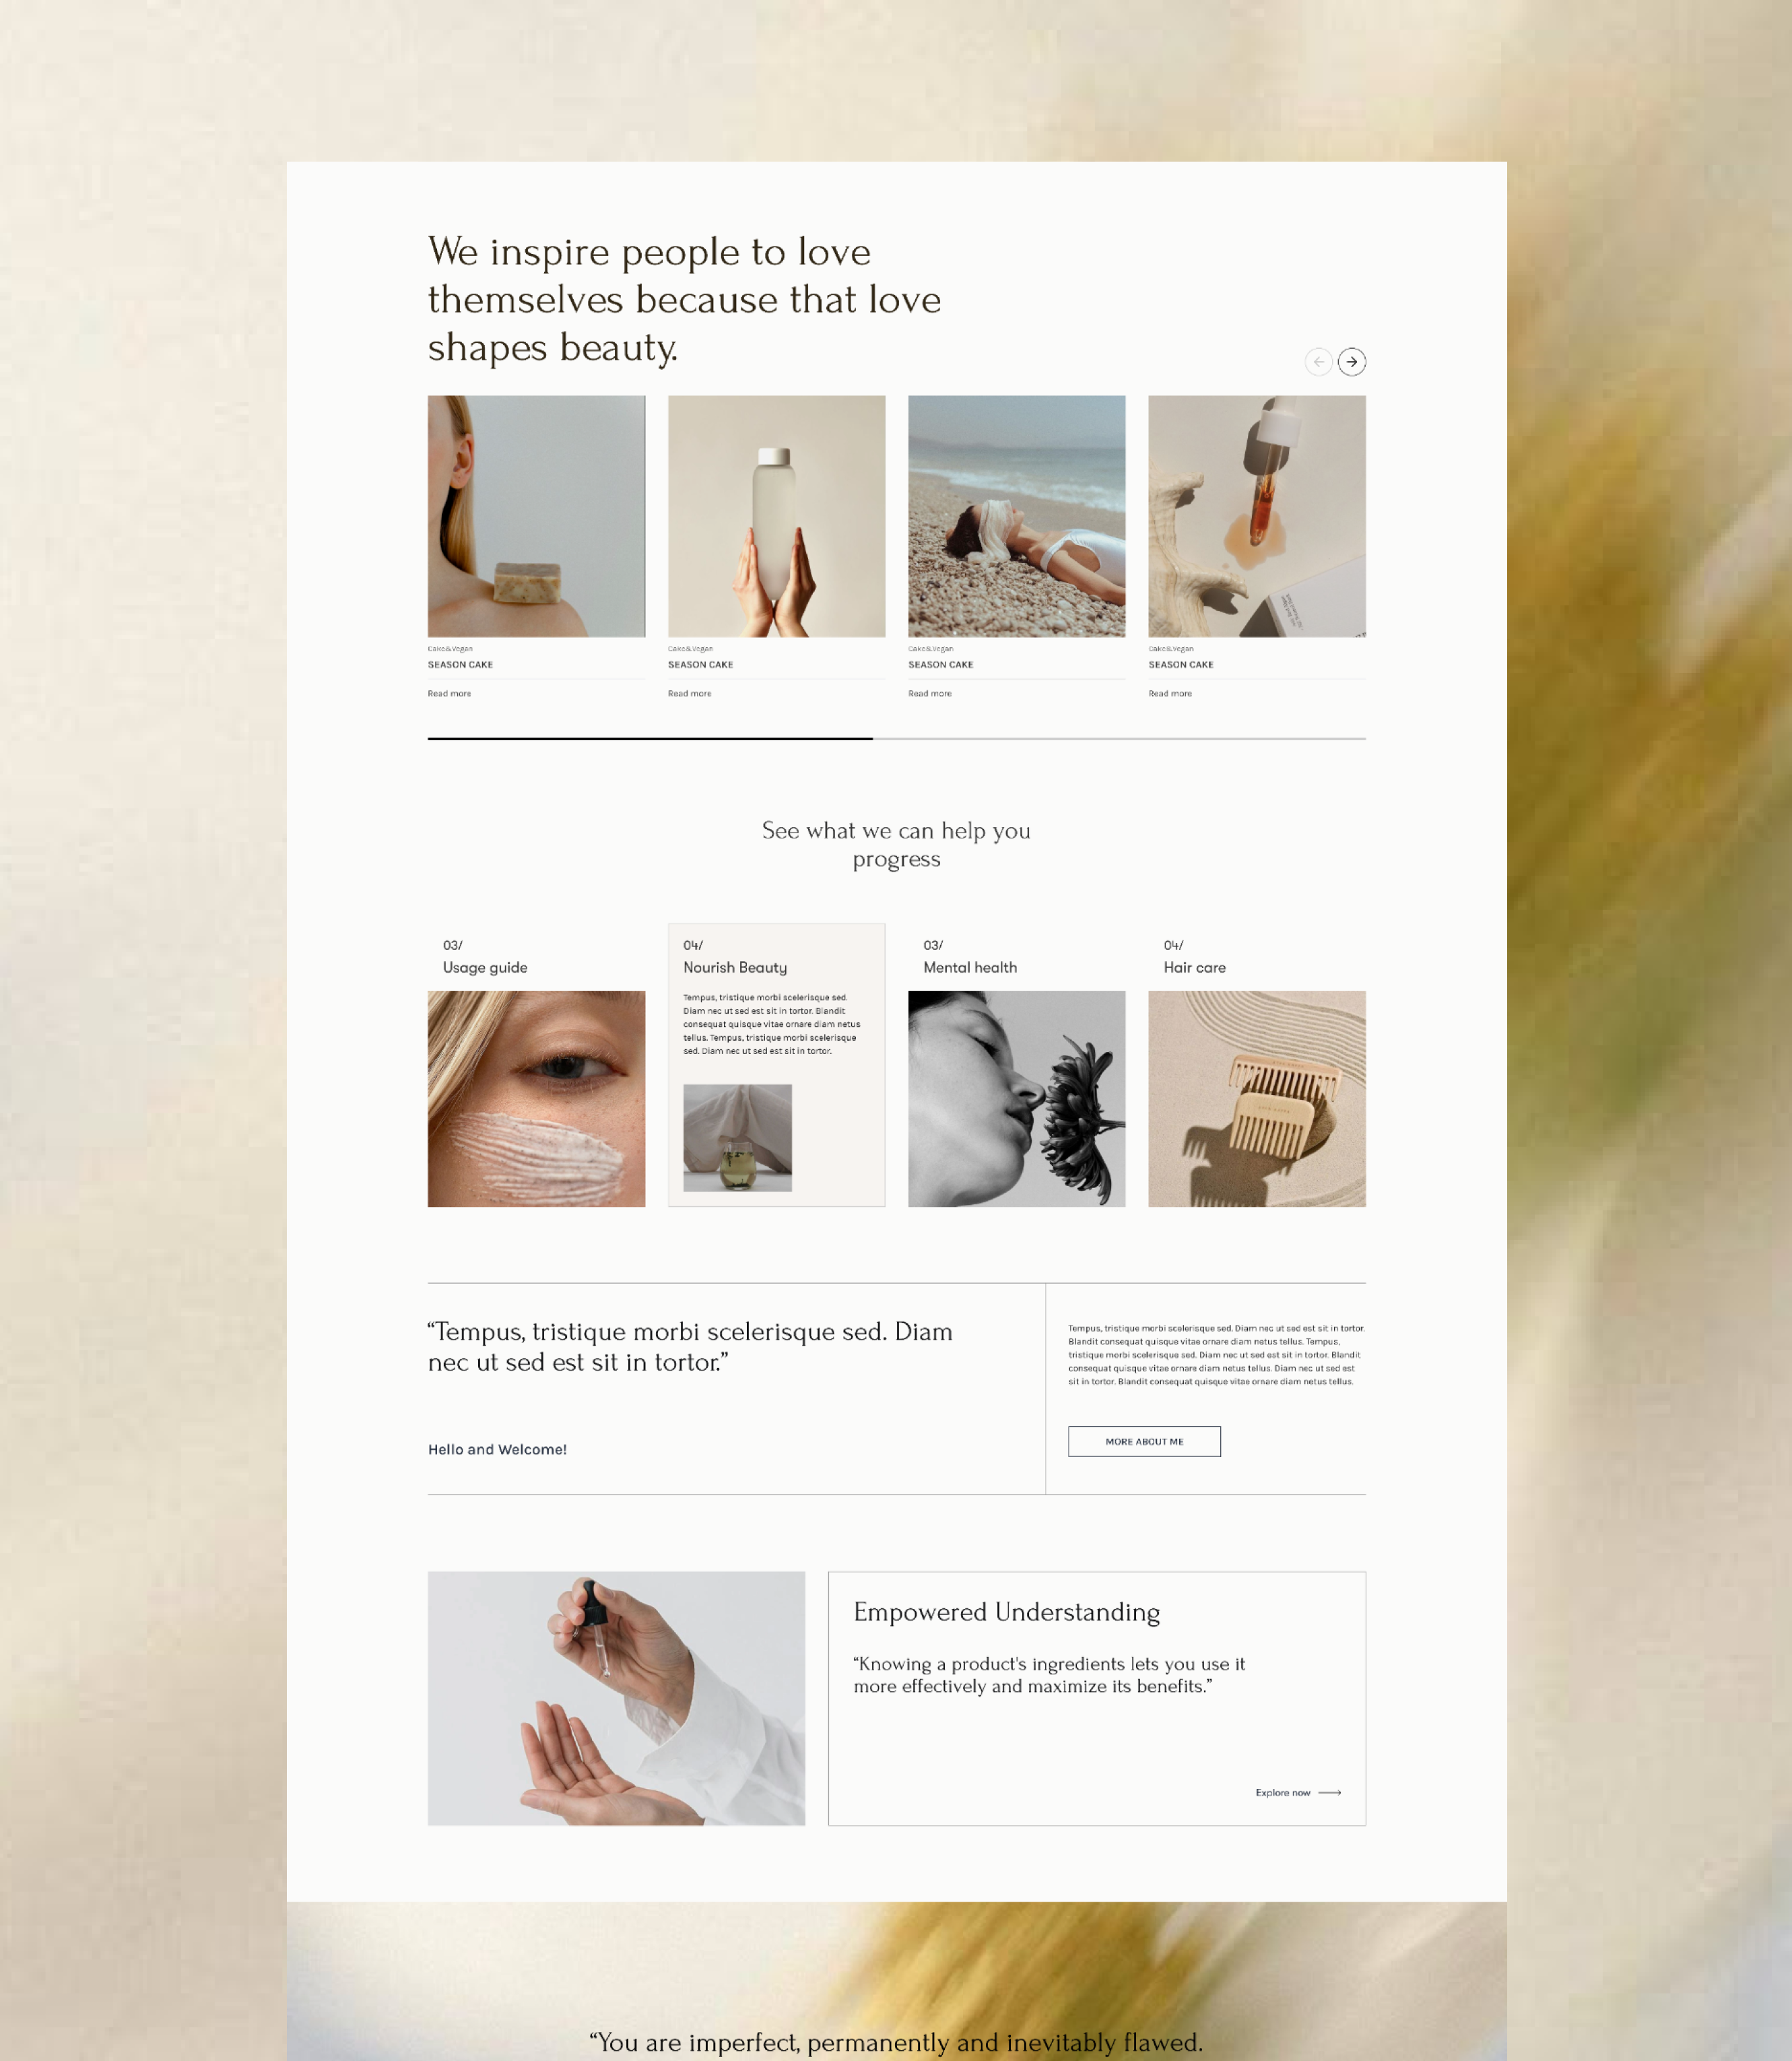 We inspire people to love
themselves because that love
shapes beauty.
Cake&Vegan
SEASON CAKE
Read more
Cake&Vegan
SEASON CAKE
Read more
Cake&Vegan
SEASON CAKE
Read more
Cake&Vegan
SEASON CAKE
Read more
See what we can help you
progress
03/
Usage guide
04/
Nourish Beauty
Tempus, tristique morbi scelerisque sed.
Diam nec ut sed est sit in tortor. Blandit
consequat quisque vitae ornare diam netus
tellus. Tempus, tristique morbi scelerisque
sed. Diam nec ut sed est sit in tortor.
03/
Mental health
04/
Hair care
“Tempus, tristique morbi scelerisque sed. Diam
nec ut sed est sit in tortor.”
Hello and Welcome!
Tempus, tristique morbi scelerisque sed. Diam nec ut sed est sit in tortor.
Blandit consequat quisque vitae ornare diam netus tellus. Tempus,
tristique morbi scelerisque sed. Diam nec ut sed est sit in tortor. Blandit
consequat quisque vitae ornare diam netus tellus. Diam nec ut sed est
sit in tortor. Blandit consequat quisque vitae ornare diam netus tellus.
MORE ABOUT ME
Empowered Understanding
“Knowing a product's ingredients lets you use it
more effectively and maximize its benefits.”
Explore now
“You are imperfect, permanently and inevitably flawed.